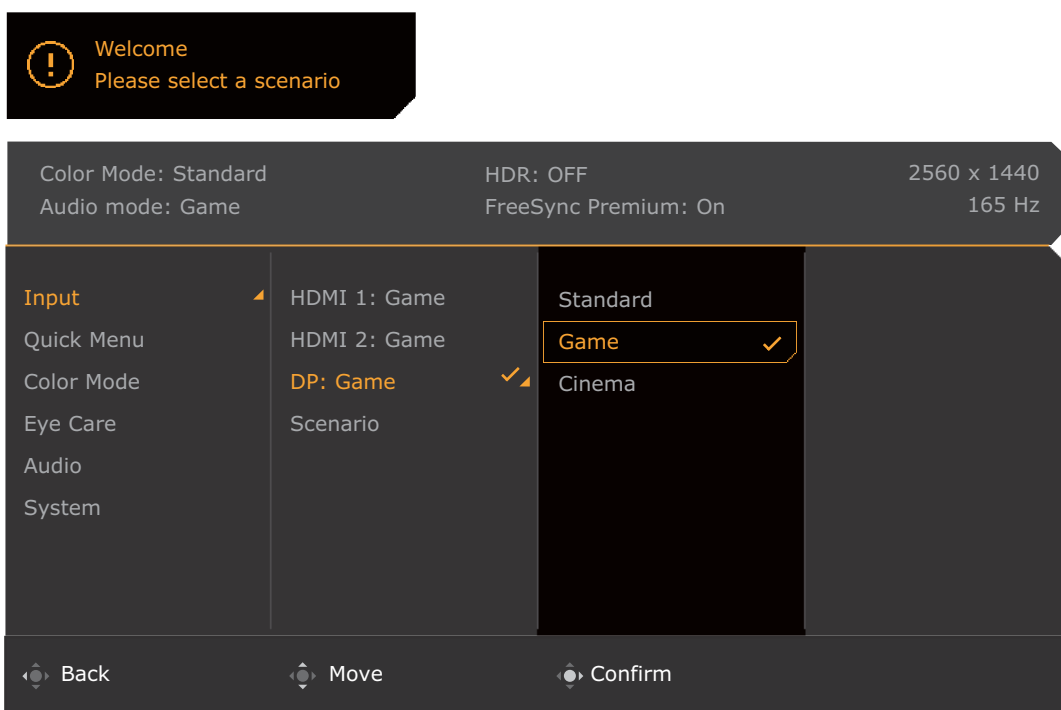 Welcome
Please select a scenario
Color Mode: Standard
Audio mode: Game
HDR: OFF
FreeSync Premium: On
2560 x 1440
165 Hz
Input
Quick Menu
Color Mode
Eye Care
Audio
System
HDMI 1: Game
HDMI 2: Game
DP: Game
Scenario
Standard
Game
Cinema
Back
Move
Confirm